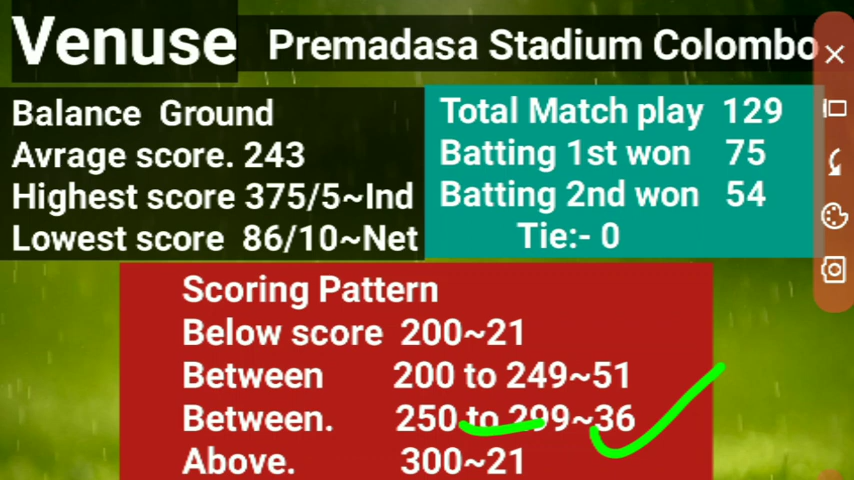 Venuse Premadasa Stadium Colombo
Balance Ground
Avrage score. 243
Highest score 375/5~Ind
Lowest score 86/10~Net
Total Match play 129
Batting 1st won 75
Batting 2nd won 54
Tie:- 0
Scoring Pattern
Below score 200~21
Between 200 to 249~51
Between. 250 to 299~36
Above. 300~21